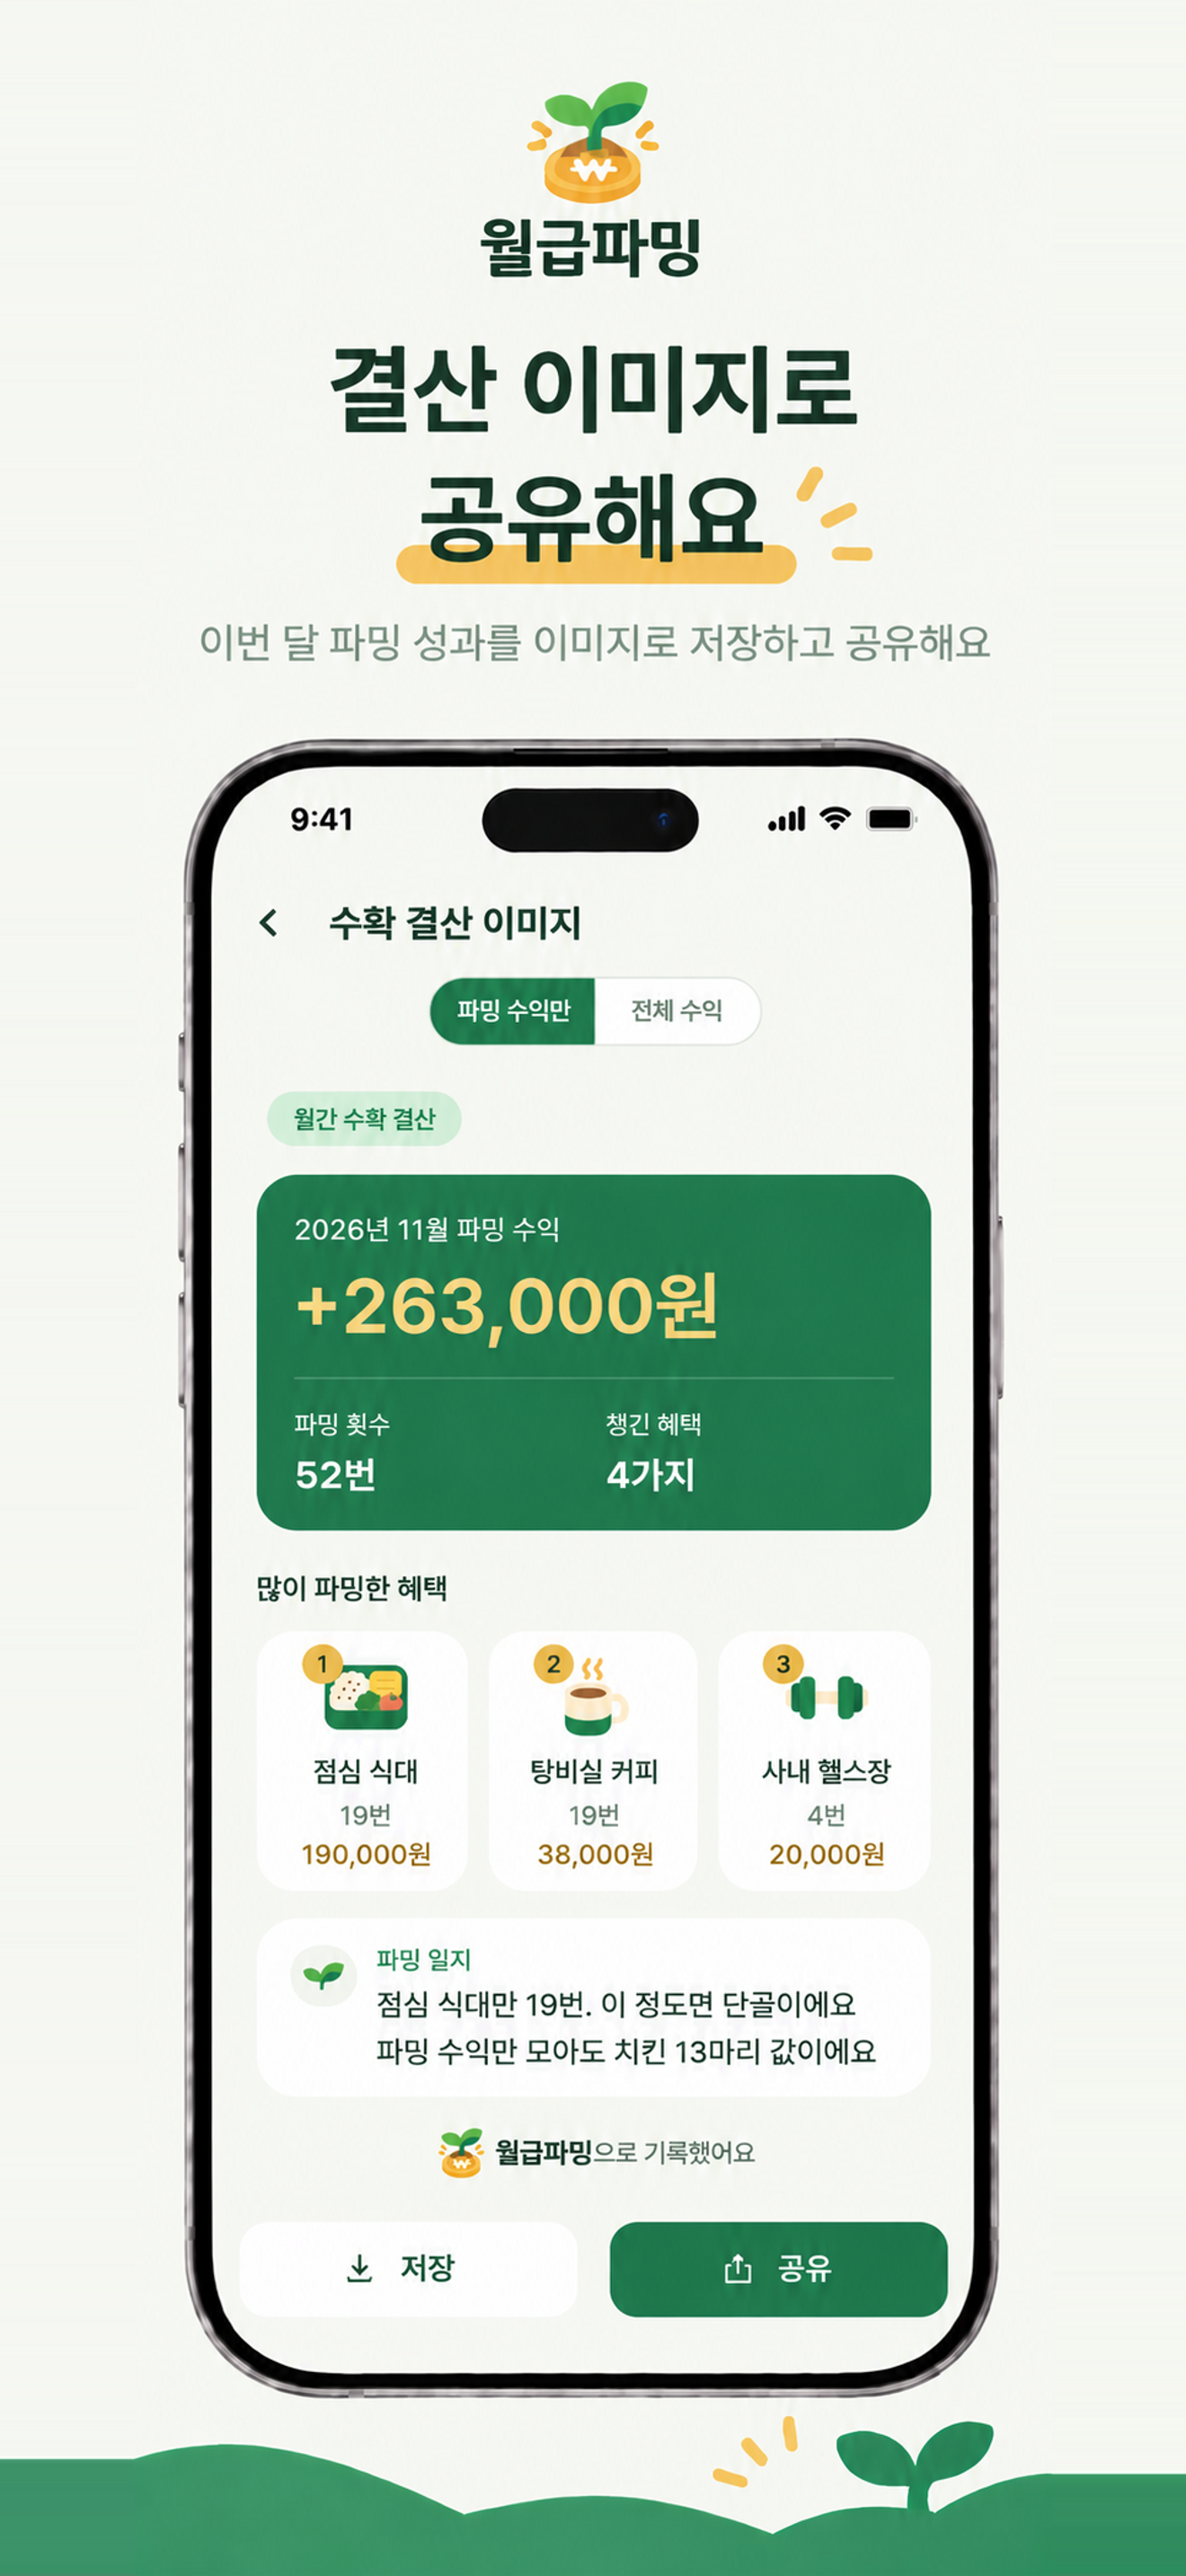 월급파밍
결산 이미지로
공유해요
이번 달 파밍 성과를 이미지로 저장하고 공유해요
9:41
수확 결산 이미지
파밍 수익만 전체 수익
월간 수확 결산
2026년 11월 파밍 수익
+263,000원
파밍 횟수 챙긴 혜택
52번 4가지
많이 파밍한 혜택
1 2 3
점심 식대 탕비실 커피 사내 헬스장
19번 19번 4번
190,000원 38,000원 20,000원
파밍 일지
점심 식대만 19번. 이 정도면 단골이에요
파밍 수익만 모아도 치킨 13마리 값이에요
월급파밍으로 기록했어요
저장 공유